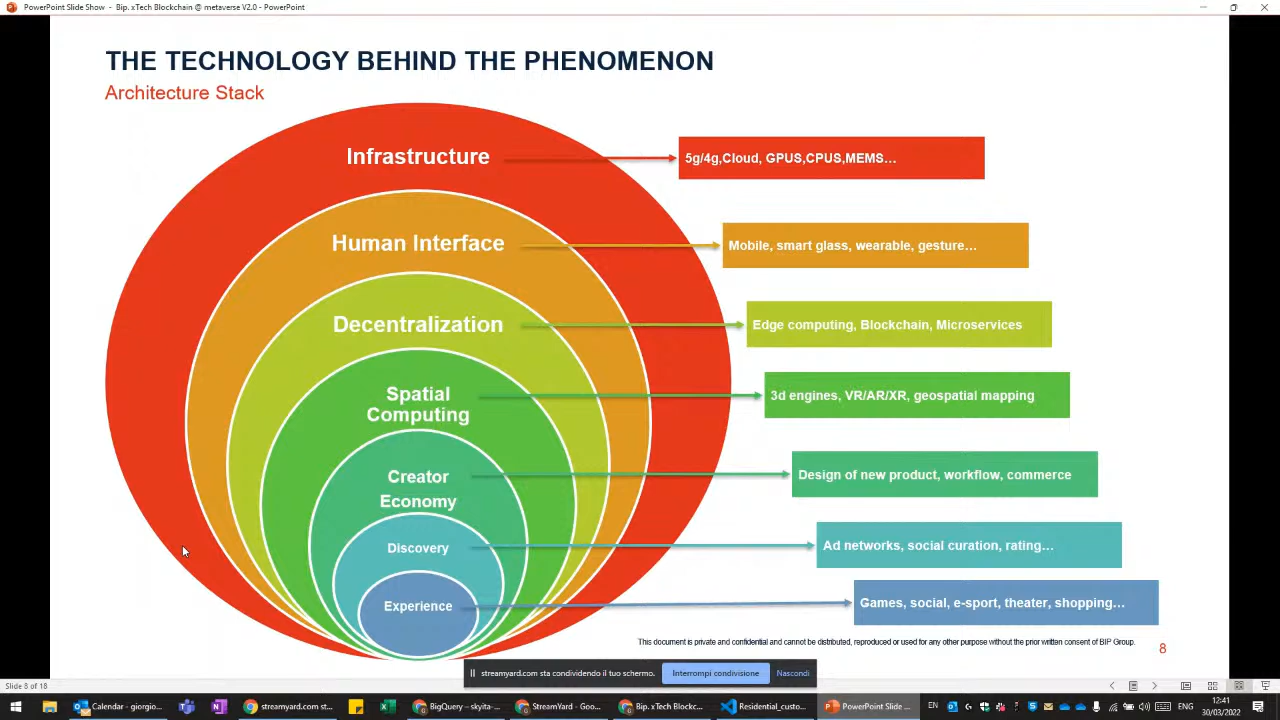 PowerPoint Slide Show - Bip. xTech Blockchain @ metaverse V2.0 - PowerPoint
THE TECHNOLOGY BEHIND THE PHENOMENON
Architecture Stack
Infrastructure
5g/4g,Cloud, GPUS,CPUS,MEMS...
Human Interface
Mobile, smart glass, wearable, gesture...
Decentralization
Edge computing, Blockchain, Microservices
Spatial
Computing
3d engines, VR/AR/XR, geospatial mapping
Creator
Economy
Design of new product, workflow, commerce
Discovery
Ad networks, social curation, rating...
Experience
Games, social, e-sport, theater, shopping...
This document is private and confidential and cannot be distributed, reproduced or used for any other purpose without the prior written consent of BIP Group.
8
streamyard.com sta condividendo il tuo schermo.
Interrompi condivisione
Nascondi
Slide 8 of 18
Calendar - giorgio...
streamyard.com st...
BigQuery – skyita-...
StreamYard – Goo...
Bip. xTech Blockc...
Residential_custo...
PowerPoint Slide ...
EN
ENG
12:41
30/03/2022